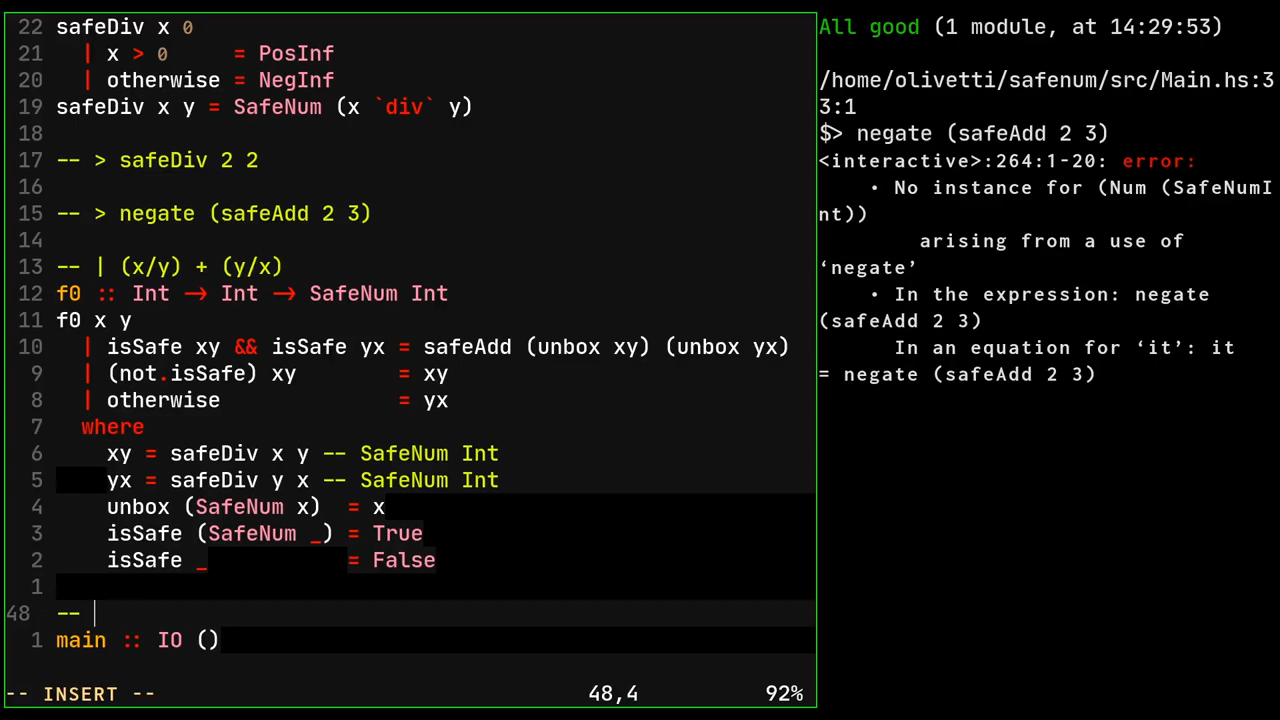 22 safeDiv x 0
21   | x > 0     = PosInf
20   | otherwise = NegInf
19 safeDiv x y = SafeNum (x `div` y)
18
17 -- > safeDiv 2 2
16
15 -- > negate (safeAdd 2 3)
14
13 -- | (x/y) + (y/x)
12 f0 :: Int → Int → SafeNum Int
11 f0 x y
10   | isSafe xy && isSafe yx = safeAdd (unbox xy) (unbox yx)
9   | (not.isSafe) xy        = xy
8   | otherwise              = yx
7   where
6     xy = safeDiv x y -- SafeNum Int
5     yx = safeDiv y x -- SafeNum Int
4     unbox (SafeNum x)  = x
3     isSafe (SafeNum _) = True
2     isSafe _           = False
1
48 --
1 main :: IO ()
-- INSERT -- 48,4 92%
All good (1 module, at 14:29:53)
/home/olivetti/safenum/src/Main.hs:3
3:1
$> negate (safeAdd 2 3)
<interactive>:264:1-20: error:
    • No instance for (Num (SafeNumI
nt))
        arising from a use of
‘negate’
    • In the expression: negate
(safeAdd 2 3)
      In an equation for ‘it’: it
= negate (safeAdd 2 3)